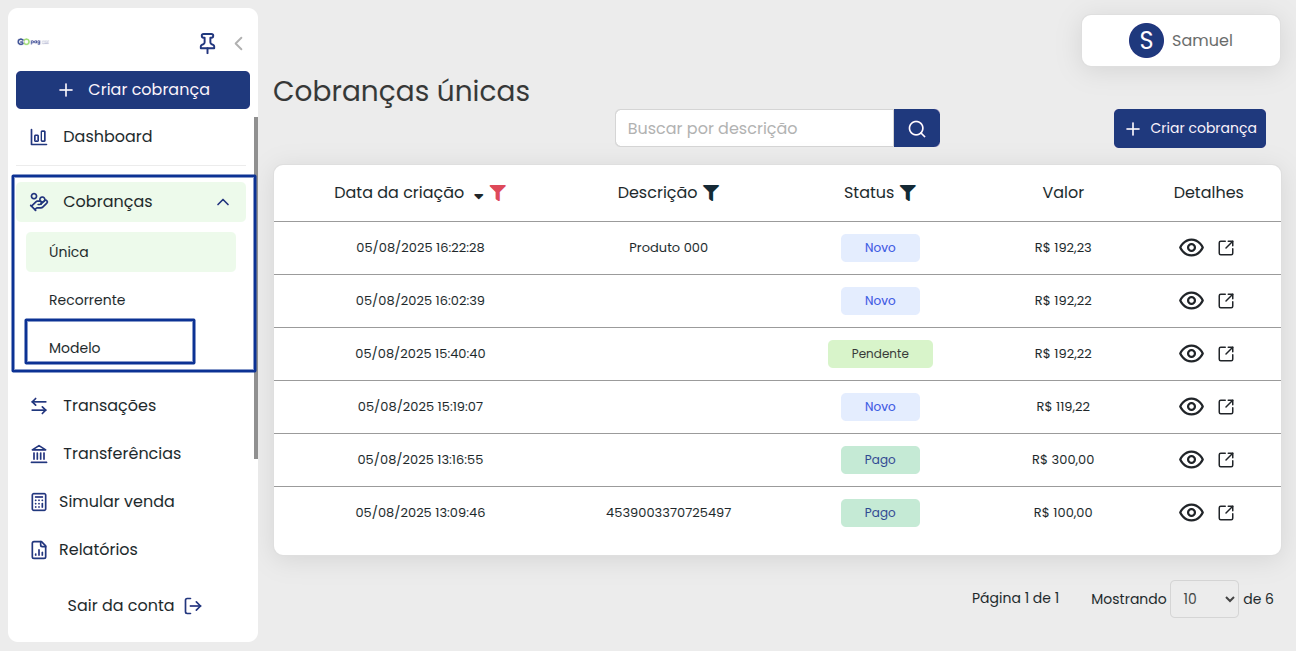 GOpag
Samuel
Criar cobrança
Cobranças únicas
Buscar por descrição
Criar cobrança
Dashboard
Cobranças
Única
Recorrente
Modelo
Transações
Transferências
Simular venda
Relatórios
Sair da conta
Data da criação Descrição Status Valor Detalhes
05/08/2025 16:22:28 Produto 000 Novo R$ 192,23
05/08/2025 16:02:39 Novo R$ 192,22
05/08/2025 15:40:40 Pendente R$ 192,22
05/08/2025 15:19:07 Novo R$ 119,22
05/08/2025 13:16:55 Pago R$ 300,00
05/08/2025 13:09:46 4539003370725497 Pago R$ 100,00
Página 1 de 1 Mostrando 10 de 6
S